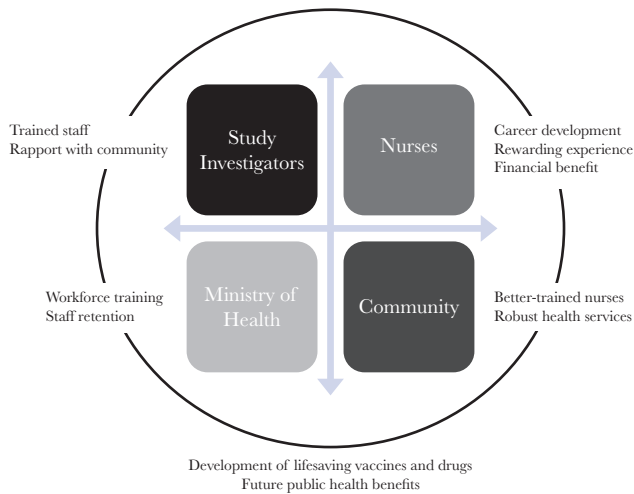 Trained staff
Rapport with community
Study
Investigators
Nurses
Career development
Rewarding experience
Financial benefit
Workforce training
Staff retention
Ministry of
Health
Community
Better-trained nurses
Robust health services
Development of lifesaving vaccines and drugs
Future public health benefits